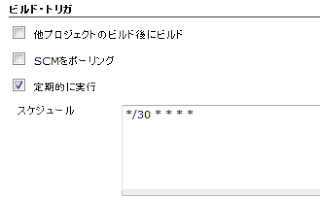 ビルド・トリガ
他プロジェクトのビルド後にビルド
SCMをポーリング
定期的に実行
スケジュール
*/30 * * * *